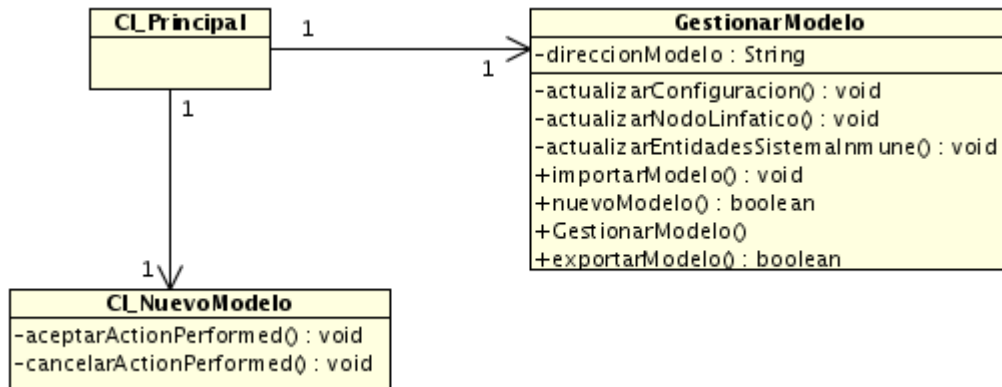 CI_Principal
1
1
1
1
GestionarModelo
-direccionModelo : String
-actualizarConfiguracion() : void
-actualizarNodoLinfatico() : void
-actualizarEntidadesSistemaInmune() : void
+importarModelo() : void
+nuevoModelo() : boolean
+GestionarModelo()
+exportarModelo() : boolean
CI_NuevoModelo
-aceptarActionPerformed() : void
-cancelarActionPerformed() : void